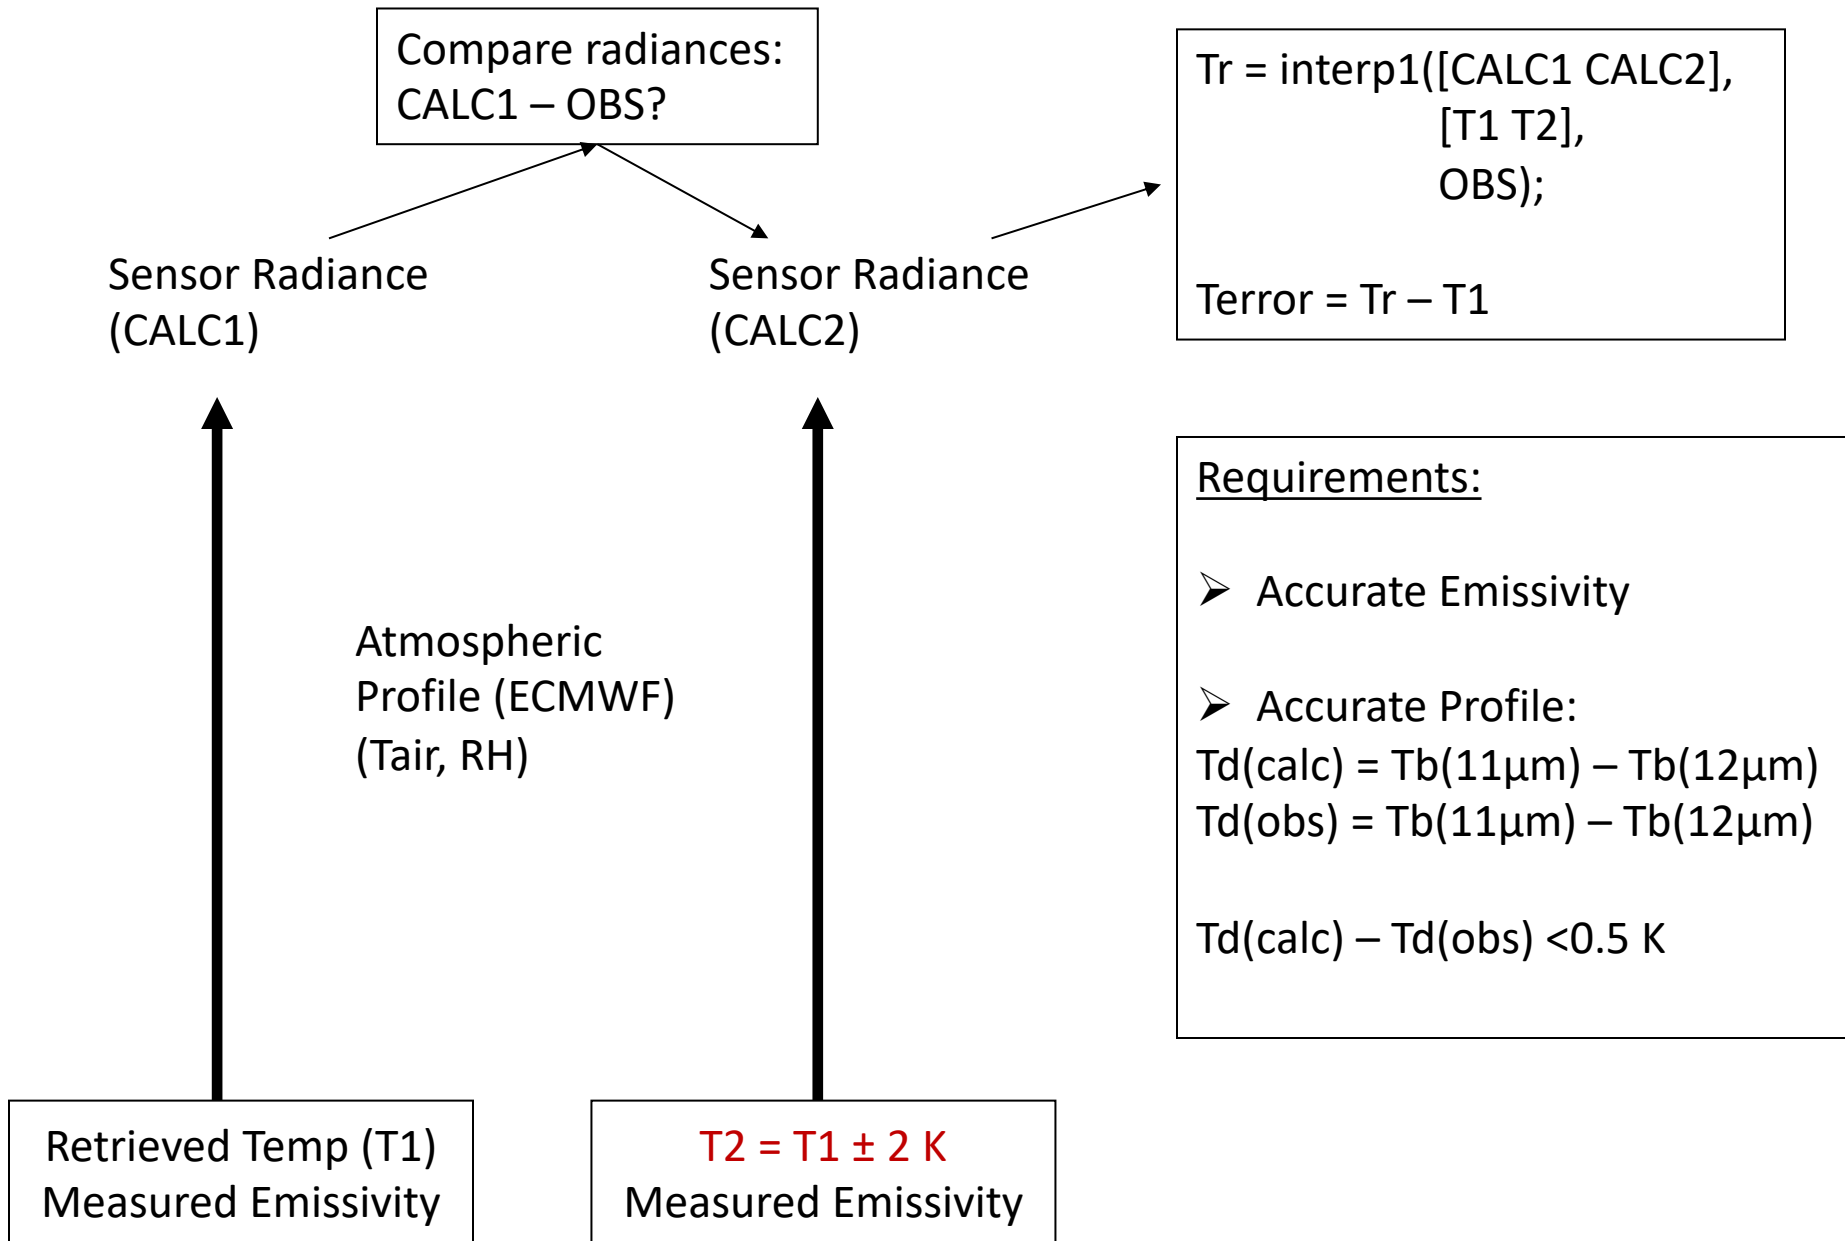 Compare radiances:
CALC1 – OBS?
Tr = interp1([CALC1 CALC2],
[T1 T2],
OBS);
Terror = Tr – T1
Sensor Radiance
(CALC1)
Sensor Radiance
(CALC2)
Atmospheric
Profile (ECMWF)
(Tair, RH)
Requirements:
➢ Accurate Emissivity
➢ Accurate Profile:
Td(calc) = Tb(11μm) – Tb(12μm)
Td(obs) = Tb(11μm) – Tb(12μm)
Td(calc) – Td(obs) <0.5 K
Retrieved Temp (T1)
Measured Emissivity
T2 = T1 ± 2 K
Measured Emissivity